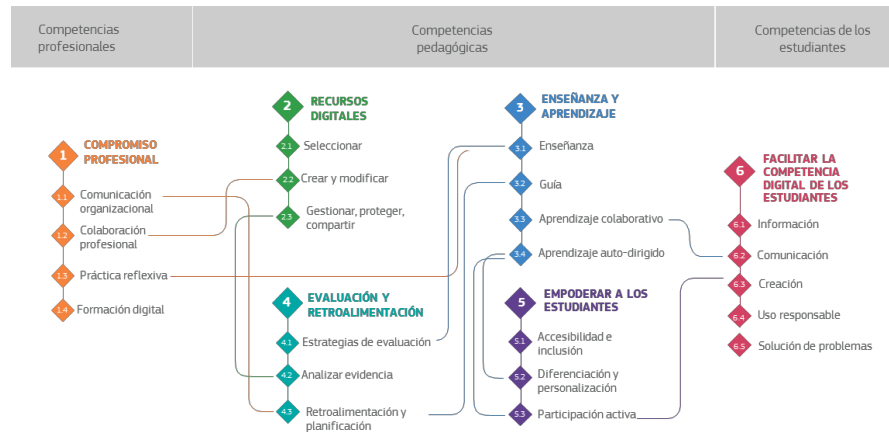 Competencias
profesionales
Competencias
pedagógicas
Competencias de los
estudiantes
1
COMPROMISO
PROFESIONAL
1.1
Comunicación
organizacional
1.2
Colaboración
profesional
1.3
Práctica reflexiva
1.4
Formación digital
2
RECURSOS
DIGITALES
2.1
Seleccionar
2.2
Crear y modificar
2.3
Gestionar, proteger,
compartir
4
EVALUACIÓN Y
RETROALIMENTACIÓN
4.1
Estrategias de evaluación
4.2
Analizar evidencia
4.3
Retroalimentación y
planificación
3
ENSEÑANZA Y
APRENDIZAJE
3.1
Enseñanza
3.2
Guía
3.3
Aprendizaje colaborativo
3.4
Aprendizaje auto-dirigido
5
EMPODERAR A LOS
ESTUDIANTES
5.1
Accesibilidad e
inclusión
5.2
Diferenciación y
personalización
5.3
Participación activa
6
FACILITAR LA
COMPETENCIA
DIGITAL DE LOS
ESTUDIANTES
6.1
Información
6.2
Comunicación
6.3
Creación
6.4
Uso responsable
6.5
Solución de problemas